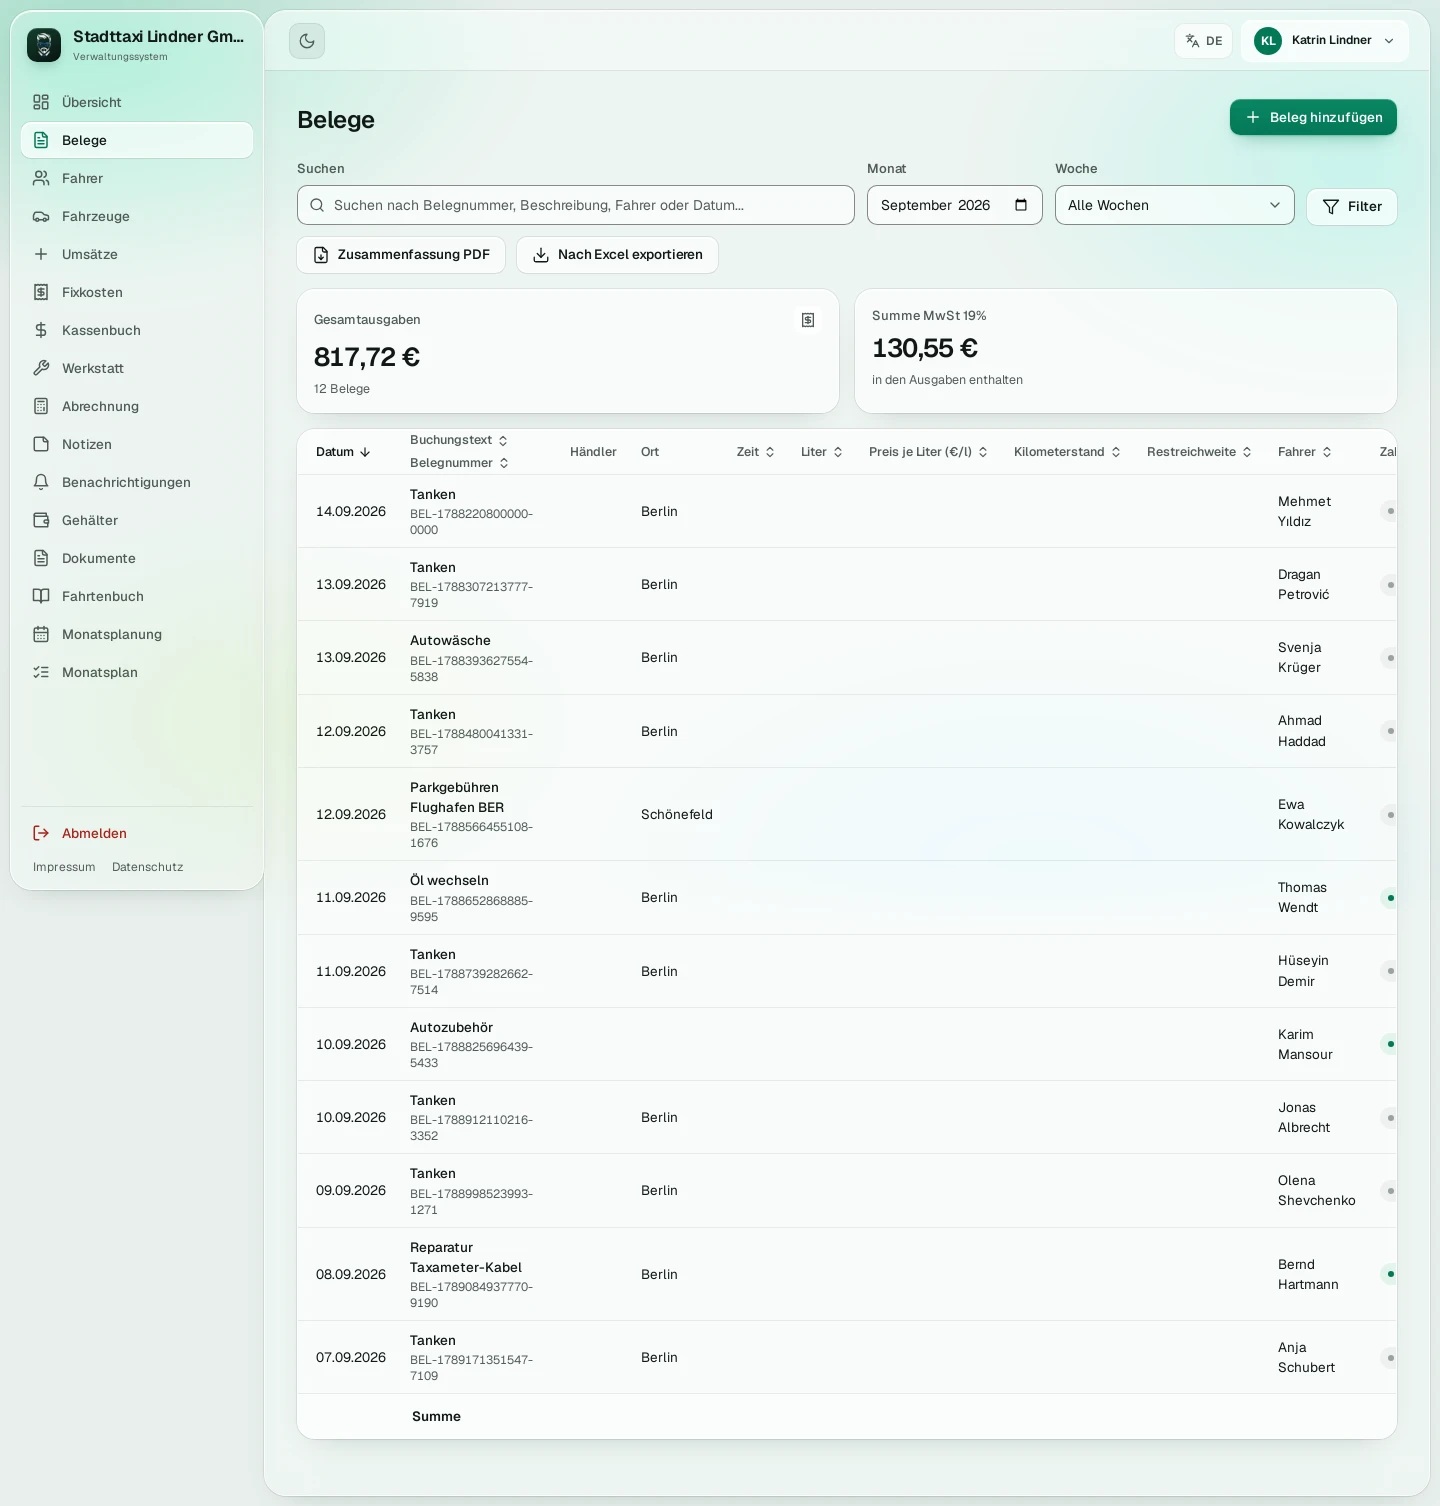 Stadttaxi Lindner Gm...
Verwaltungssystem
Übersicht
Belege
Fahrer
Fahrzeuge
Umsätze
Fixkosten
Kassenbuch
Werkstatt
Abrechnung
Notizen
Benachrichtigungen
Gehälter
Dokumente
Fahrtenbuch
Monatsplanung
Monatsplan
Abmelden
Impressum Datenschutz
DE
KL Katrin Lindner
Belege
Beleg hinzufügen
Suchen Monat Woche
Suchen nach Belegnummer, Beschreibung, Fahrer oder Datum... September 2026 Alle Wochen Filter
Zusammenfassung PDF Nach Excel exportieren
Gesamtausgaben
817,72 €
12 Belege
Summe MwSt 19%
130,55 €
in den Ausgaben enthalten
Datum Buchungstext Belegnummer Händler Ort Zeit Liter Preis je Liter (€/l) Kilometerstand Restreichweite Fahrer Zal
14.09.2026 Tanken BEL-1788220800000-0000 Berlin Mehmet Yıldız
13.09.2026 Tanken BEL-1788307213777-7919 Berlin Dragan Petrović
13.09.2026 Autowäsche BEL-1788393627554-5838 Berlin Svenja Krüger
12.09.2026 Tanken BEL-1788480041331-3757 Berlin Ahmad Haddad
12.09.2026 Parkgebühren Flughafen BER BEL-1788566455108-1676 Schönefeld Ewa Kowalczyk
11.09.2026 Öl wechseln BEL-1788652868885-9595 Berlin Thomas Wendt
11.09.2026 Tanken BEL-1788739282662-7514 Berlin Hüseyin Demir
10.09.2026 Autozubehör BEL-1788825696439-5433 Karim Mansour
10.09.2026 Tanken BEL-1788912110216-3352 Berlin Jonas Albrecht
09.09.2026 Tanken BEL-1788998523993-1271 Berlin Olena Shevchenko
08.09.2026 Reparatur Taxameter-Kabel BEL-1789084937770-9190 Berlin Bernd Hartmann
07.09.2026 Tanken BEL-1789171351547-7109 Berlin Anja Schubert
Summe